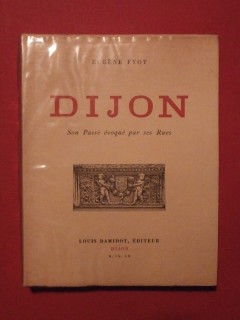 EUGÈNE FYOT
DIJON
Son Passé évoqué par ses Rues
LOUIS DAMIDOT, ÉDITEUR
DIJON